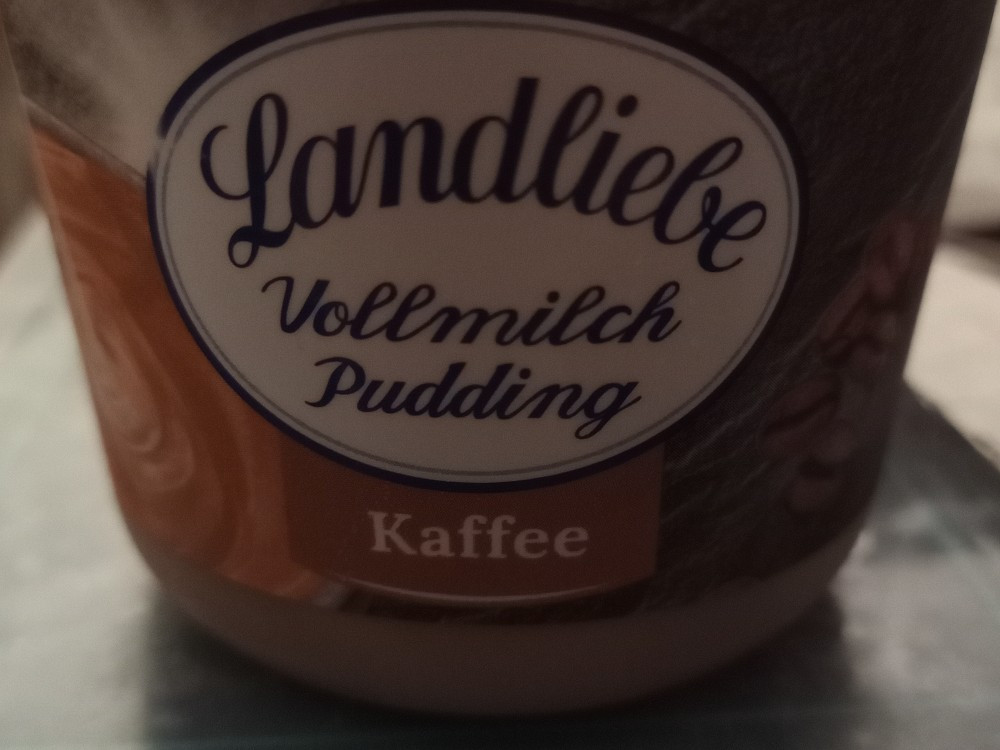 Landliebe
Vollmilch
Pudding
Kaffee